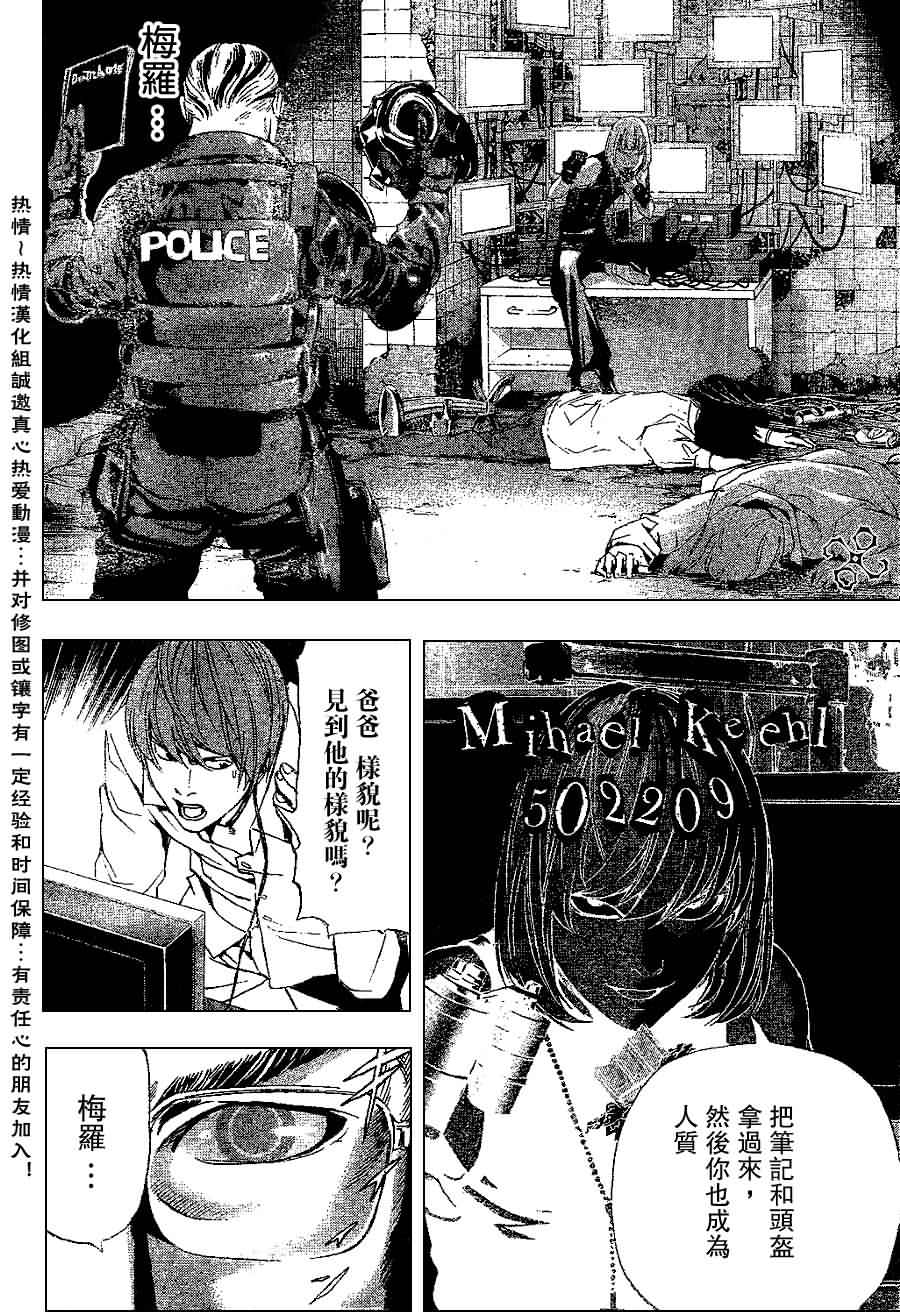 梅羅…
DEATH NOTE
POLICE
Mihael Keehl
502209
把筆記和頭盔
拿過來，
然後你也成為
人質
爸爸 樣貌呢？
見到他的樣貌嗎？
梅羅…
热情～热情漢化組誠邀真心热爱動漫…并对修图或镶字有一定经验和时间保障…有责任心的朋友加入！